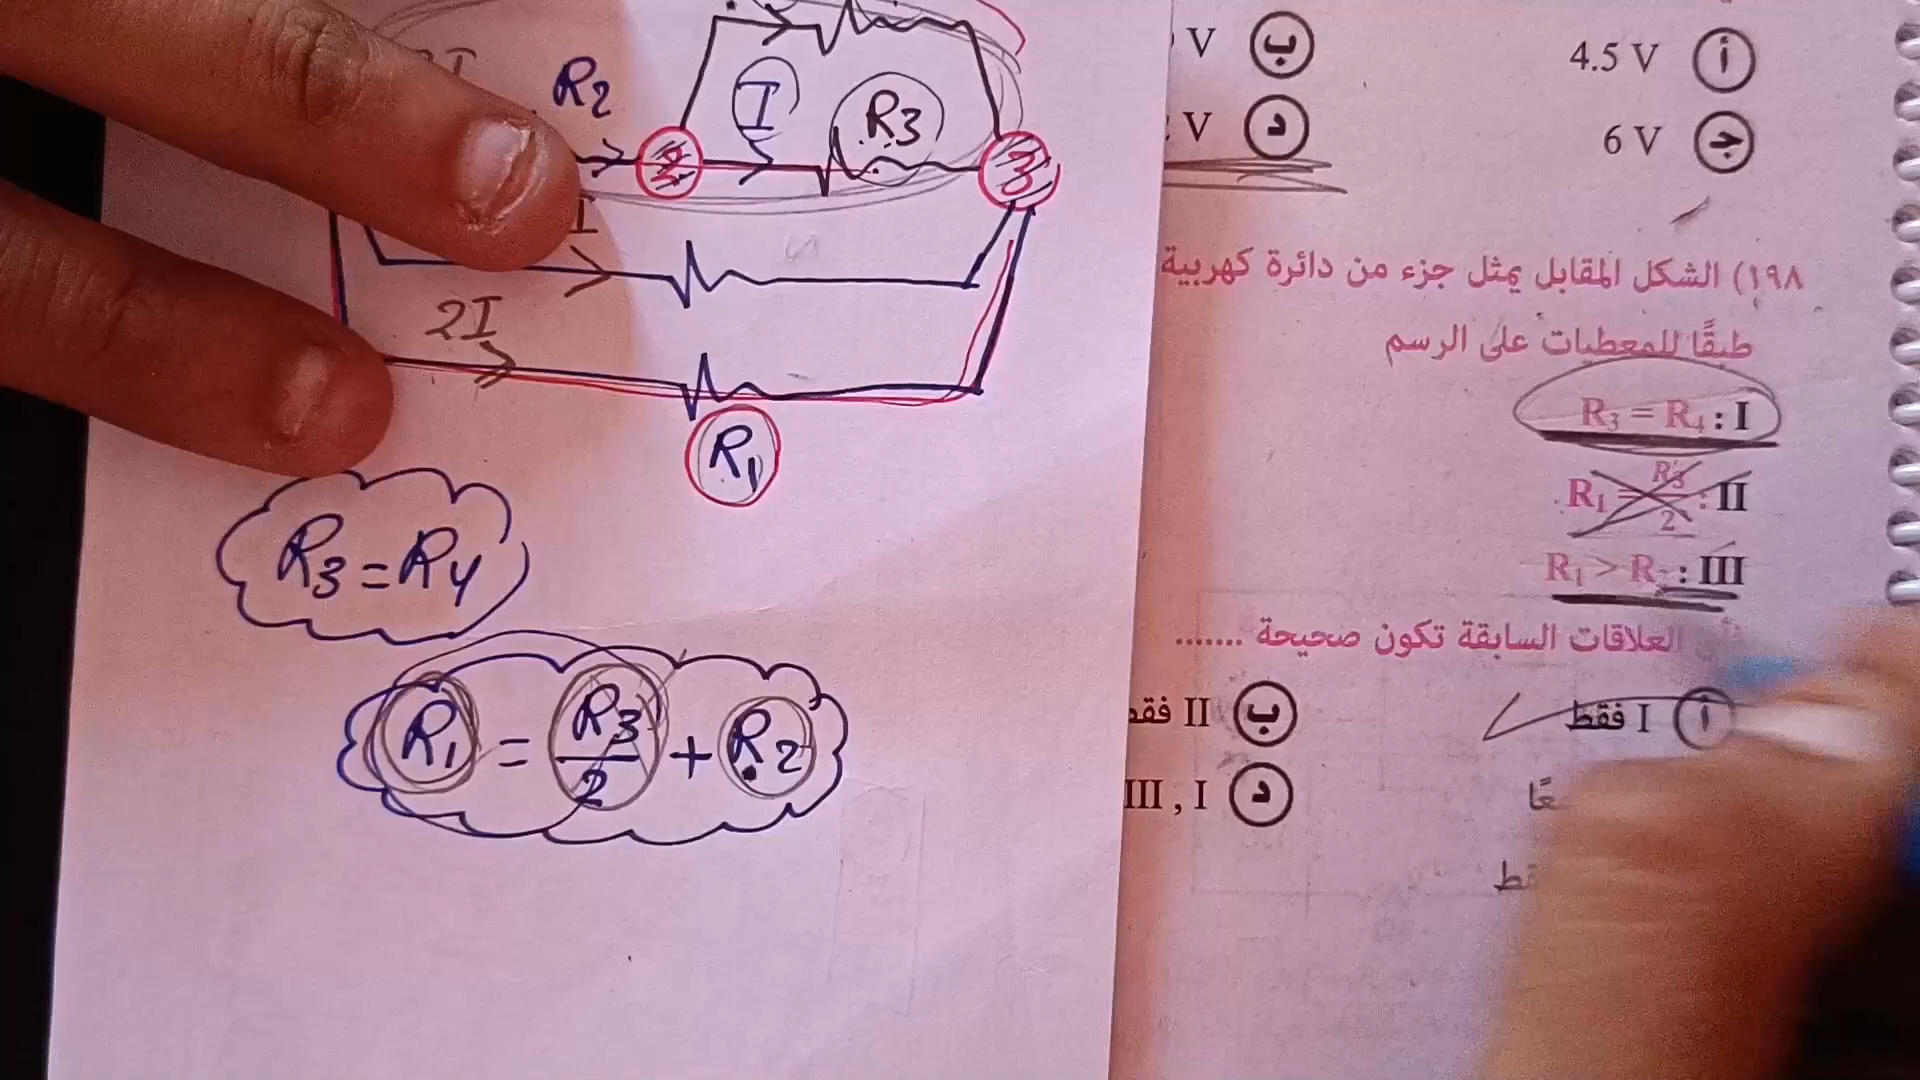 R2
I
R3
2
3
I
2I
R1
R3 = R4
R1 = R3/2 + R2
V ب
4.5 V أ
V د
6 V ج
١٩٨) الشكل المقابل يمثل جزء من دائرة كهربية
طبقًا للمعطيات على الرسم
R₃ = R₄ : I
R₁ = R₃/2 : II
R₁ > R₂ : III
العلاقات السابقة تكون صحيحة .......
أ I فقط
ب II فقط
د III , I